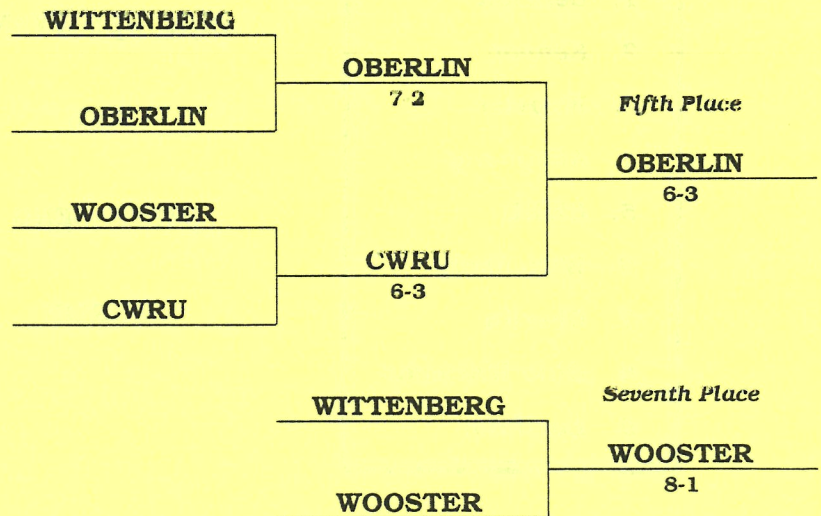 WITTENBERG
OBERLIN
7 2
Fifth Place
OBERLIN
OBERLIN
6-3
WOOSTER
CWRU
6-3
CWRU
Seventh Place
WITTENBERG
WOOSTER
8-1
WOOSTER